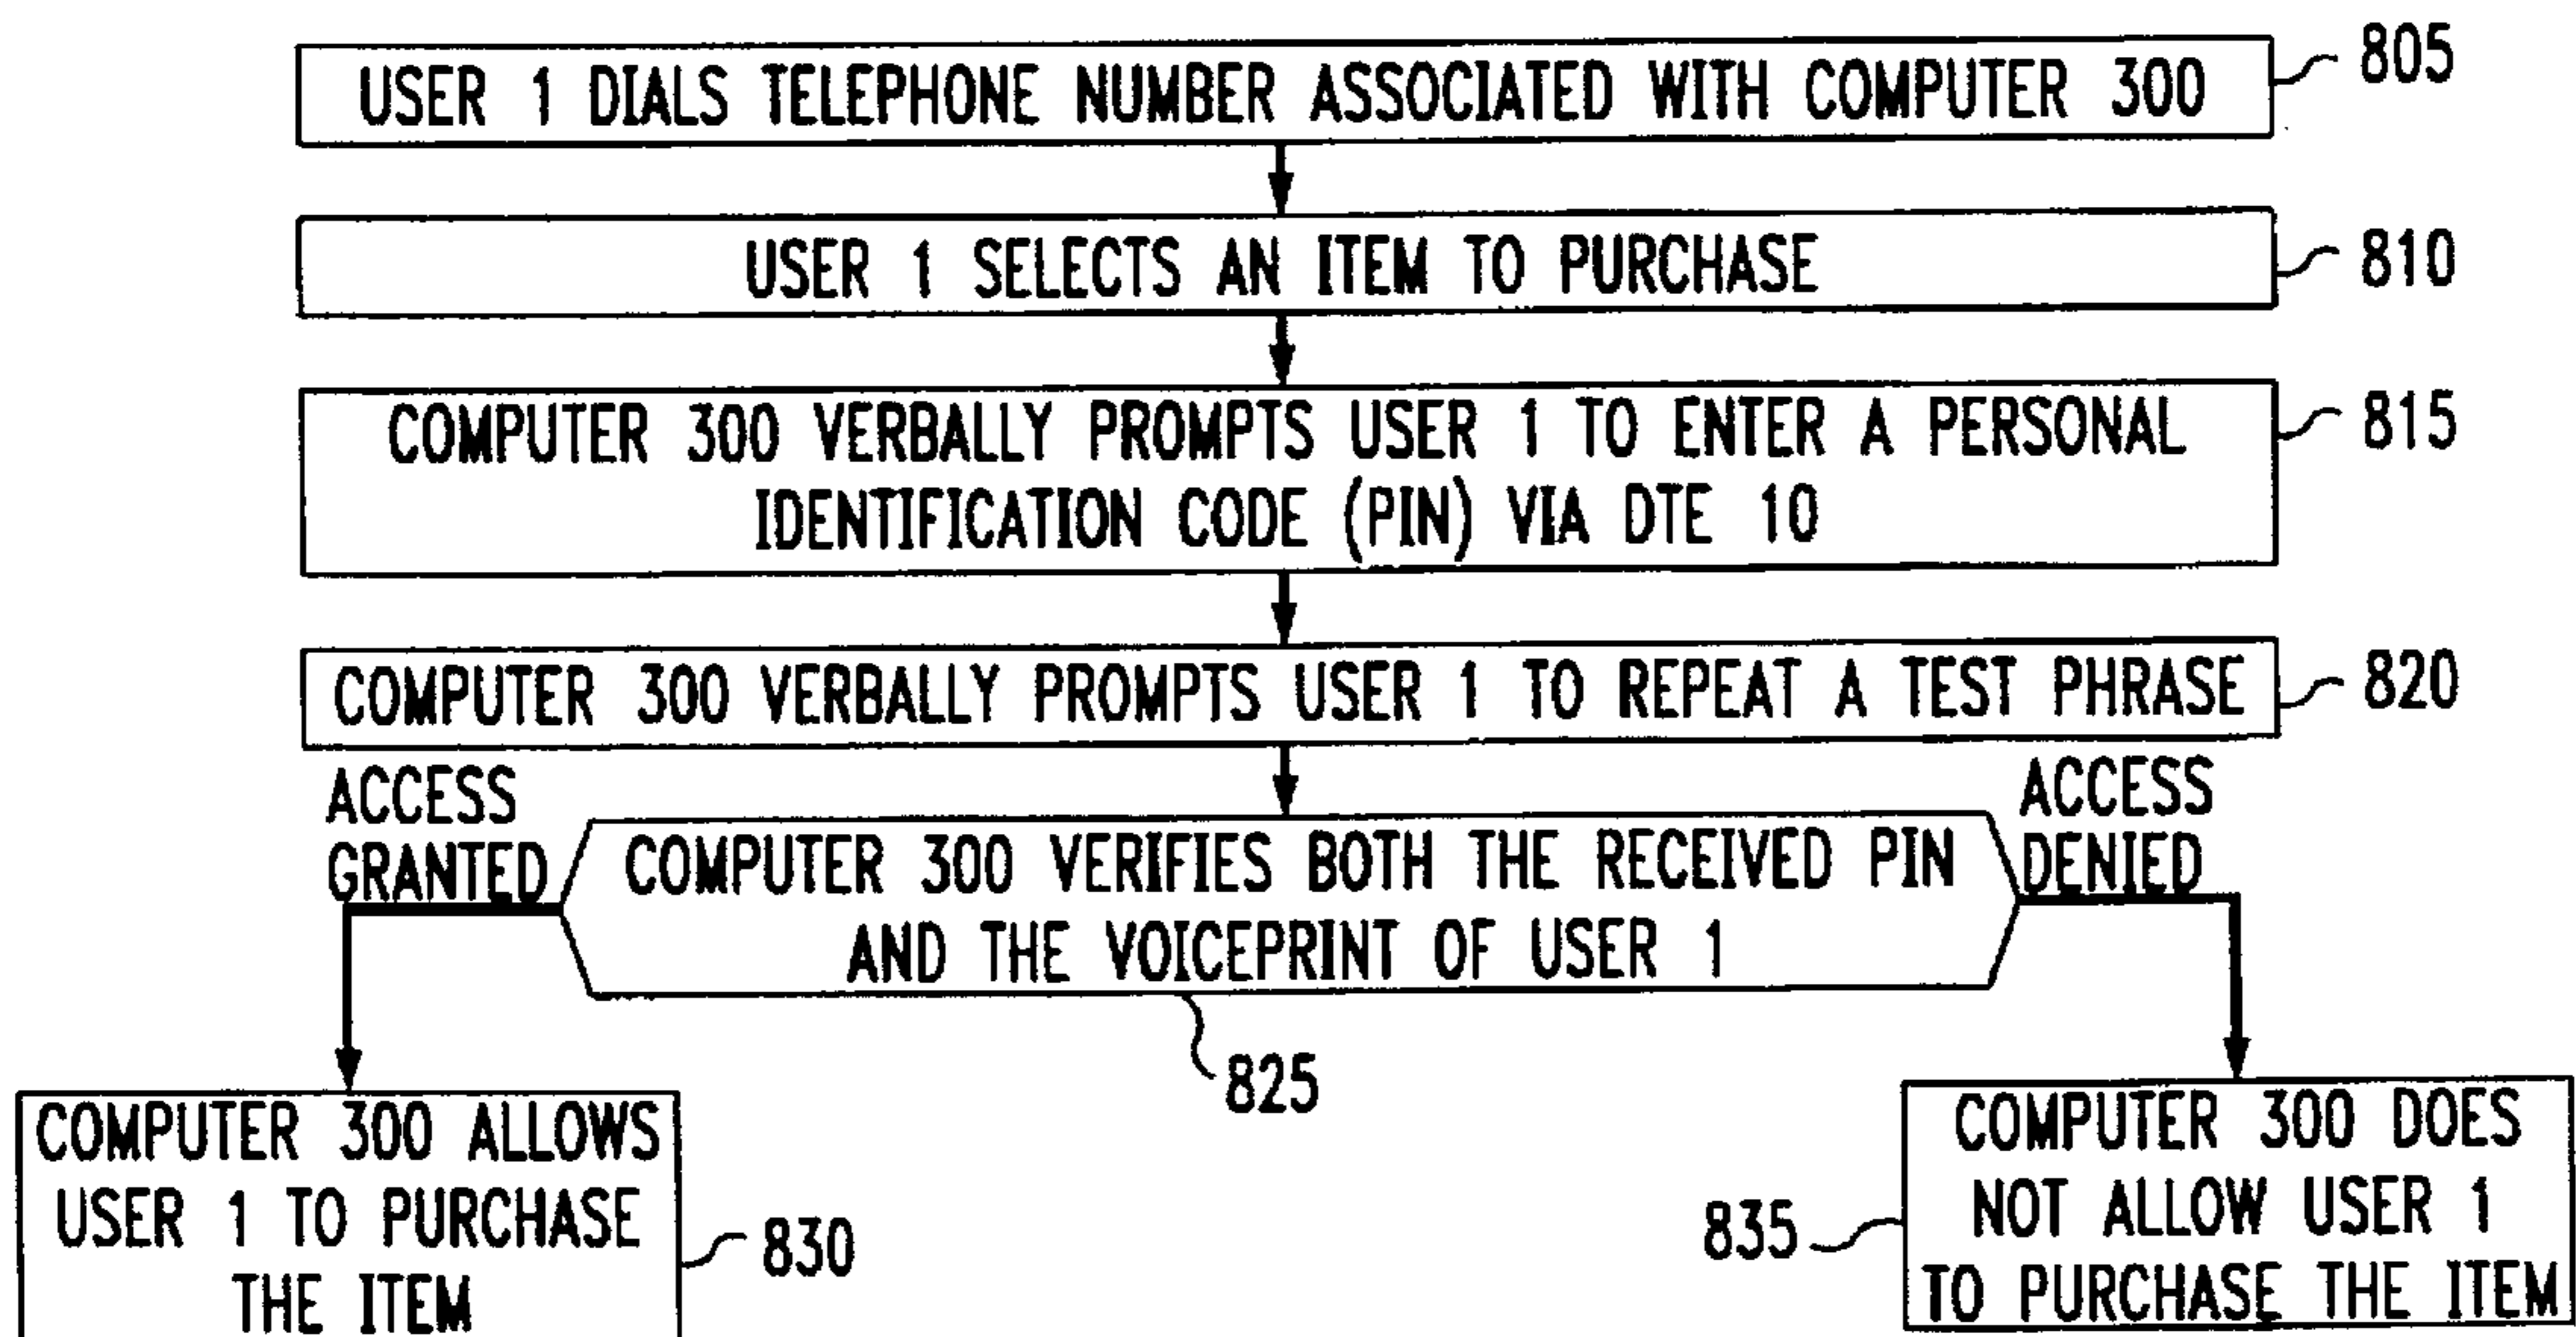 USER 1 DIALS TELEPHONE NUMBER ASSOCIATED WITH COMPUTER 300
805
USER 1 SELECTS AN ITEM TO PURCHASE
810
COMPUTER 300 VERBALLY PROMPTS USER 1 TO ENTER A PERSONAL
IDENTIFICATION CODE (PIN) VIA DTE 10
815
COMPUTER 300 VERBALLY PROMPTS USER 1 TO REPEAT A TEST PHRASE
820
ACCESS
GRANTED
COMPUTER 300 VERIFIES BOTH THE RECEIVED PIN
AND THE VOICEPRINT OF USER 1
825
ACCESS
DENIED
COMPUTER 300 ALLOWS
USER 1 TO PURCHASE
THE ITEM
830
835
COMPUTER 300 DOES
NOT ALLOW USER 1
TO PURCHASE THE ITEM